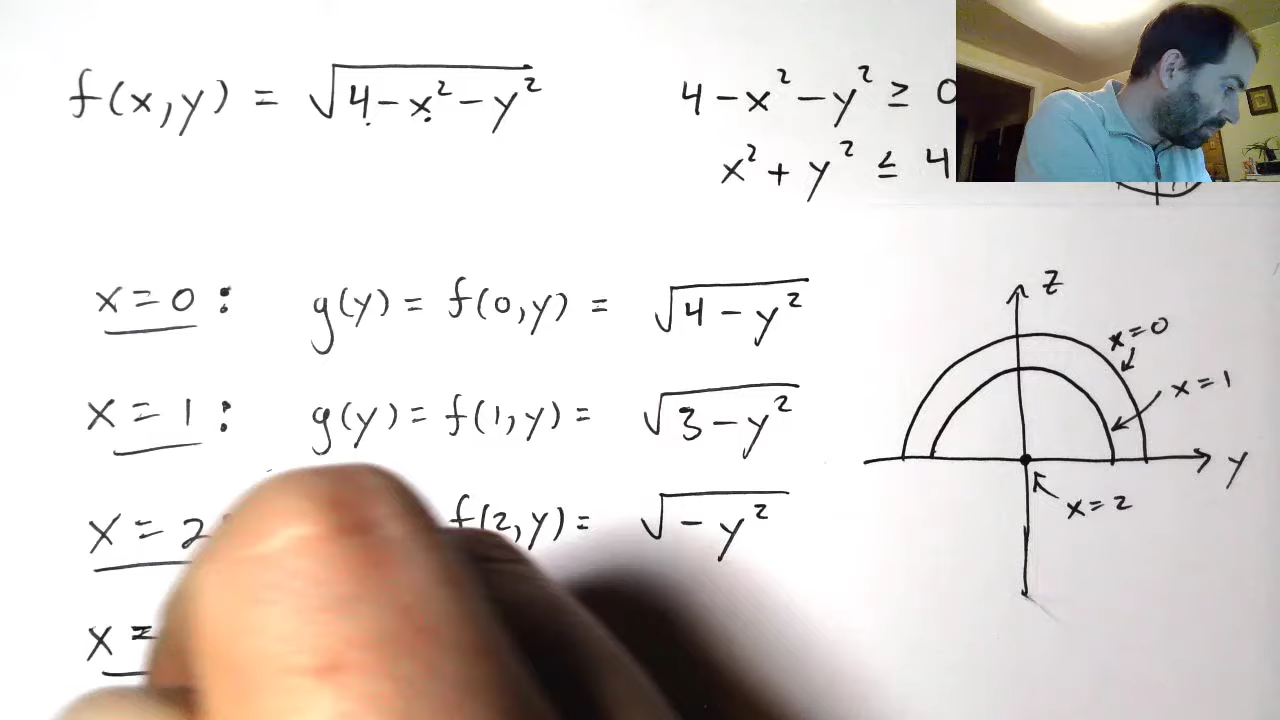 f(x,y) = √(4-x²-y²)
4-x²-y² ≥ 0
x²+y² ≤ 4
x=0: g(y) = f(0,y) = √(4-y²)
x=1: g(y) = f(1,y) = √(3-y²)
x=2 f(2,y) = √(-y²)
x=
z
x=0
x=1
y
x=2